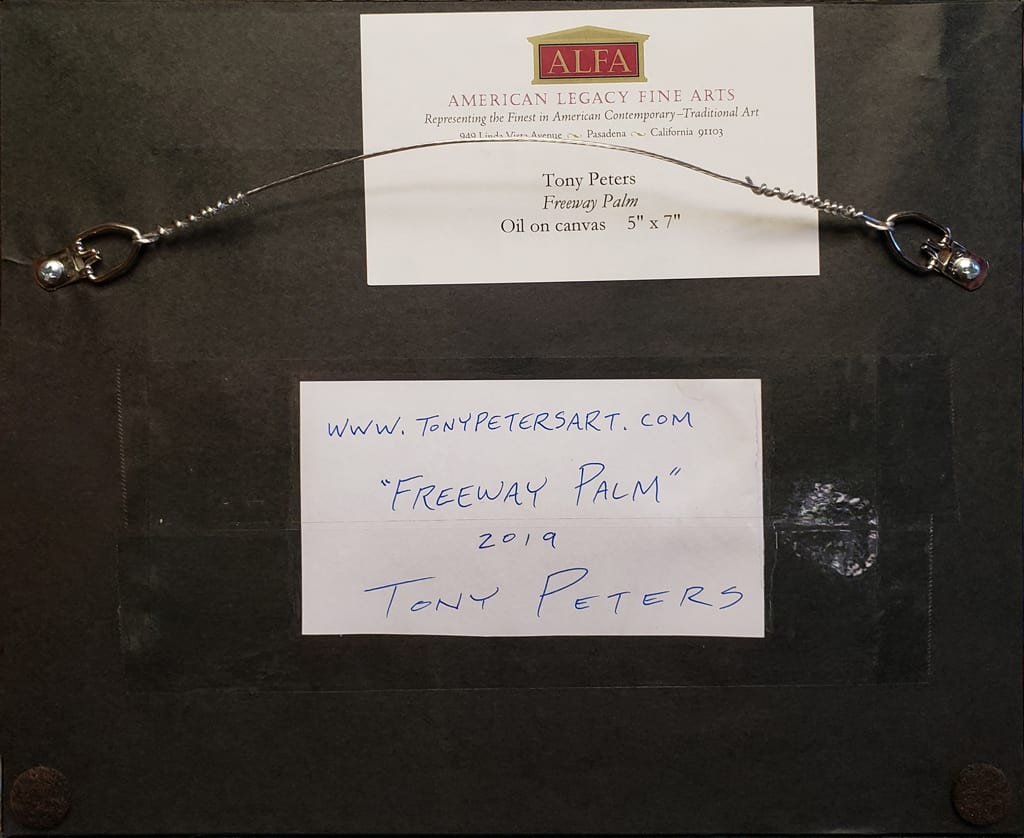 ALFA
AMERICAN LEGACY FINE ARTS
Representing the Finest in American Contemporary–Traditional Art
949 Linda Vista Avenue ~ Pasadena ~ California 91103
Tony Peters
Freeway Palm
Oil on canvas 5" x 7"
WWW.TONYPETERSART.COM
"FREEWAY PALM"
2019
TONY PETERS